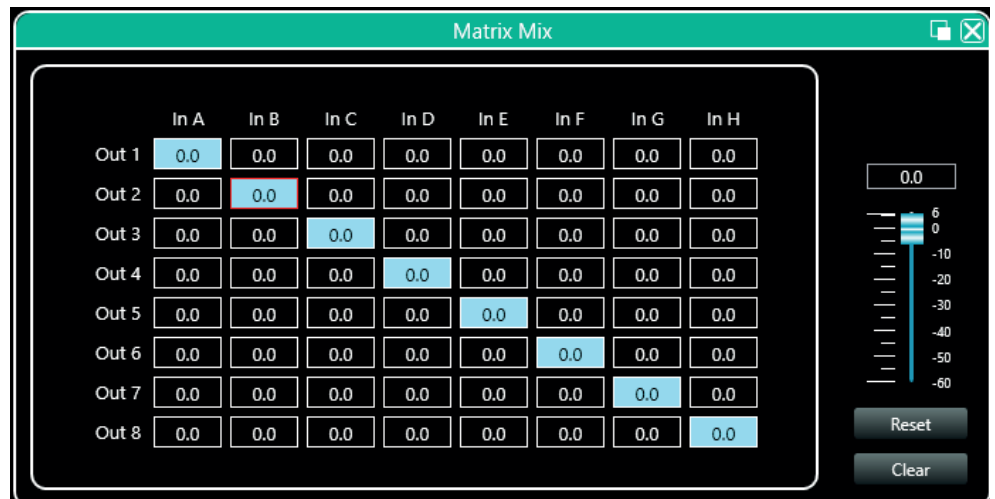 Matrix Mix
In A In B In C In D In E In F In G In H
Out 1 0.0 0.0 0.0 0.0 0.0 0.0 0.0 0.0
Out 2 0.0 0.0 0.0 0.0 0.0 0.0 0.0 0.0
Out 3 0.0 0.0 0.0 0.0 0.0 0.0 0.0 0.0
Out 4 0.0 0.0 0.0 0.0 0.0 0.0 0.0 0.0
Out 5 0.0 0.0 0.0 0.0 0.0 0.0 0.0 0.0
Out 6 0.0 0.0 0.0 0.0 0.0 0.0 0.0 0.0
Out 7 0.0 0.0 0.0 0.0 0.0 0.0 0.0 0.0
Out 8 0.0 0.0 0.0 0.0 0.0 0.0 0.0 0.0
0.0
6
0
-10
-20
-30
-40
-50
-60
Reset
Clear